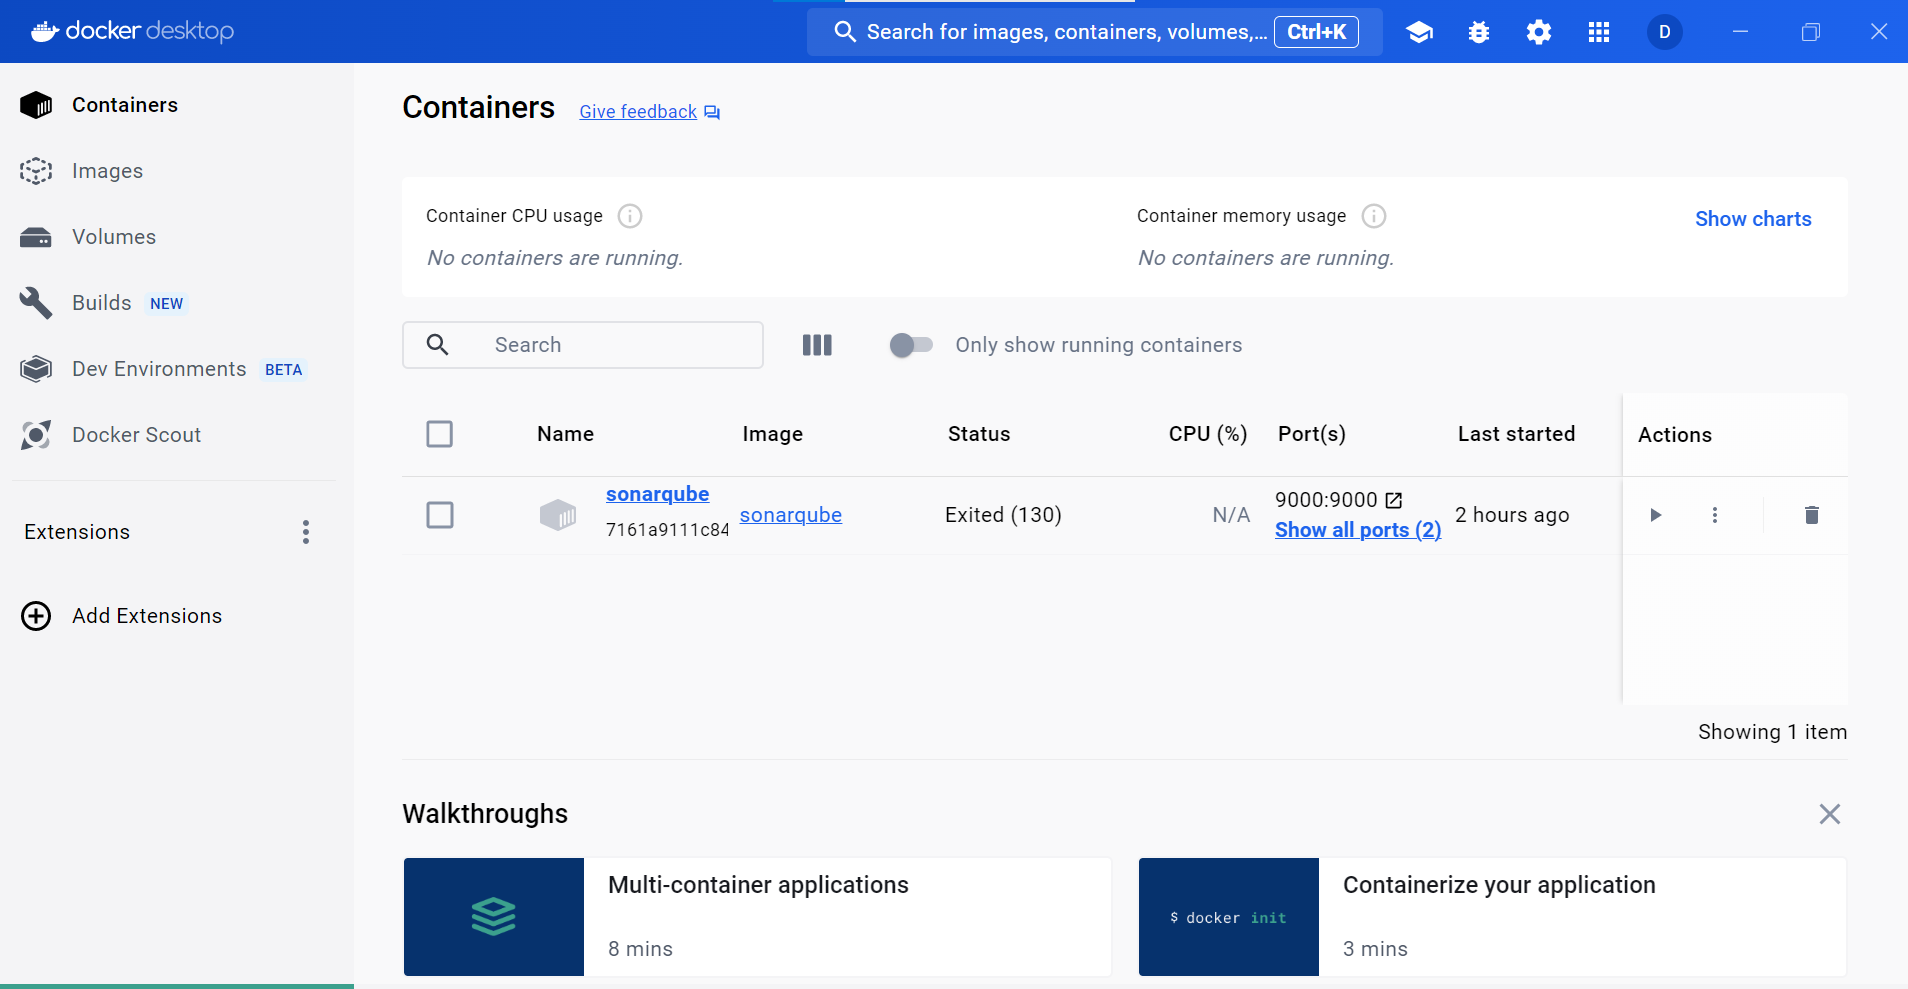 docker desktop
Search for images, containers, volumes,... Ctrl+K
D
Containers
Images
Volumes
Builds NEW
Dev Environments BETA
Docker Scout
Extensions
Add Extensions
Containers Give feedback
Container CPU usage
No containers are running.
Container memory usage
No containers are running.
Show charts
Search
Only show running containers
Name Image Status CPU (%) Port(s) Last started Actions
sonarqube
7161a9111c84
sonarqube
Exited (130)
N/A
9000:9000
Show all ports (2)
2 hours ago
Showing 1 item
Walkthroughs
Multi-container applications
8 mins
$ docker init
Containerize your application
3 mins